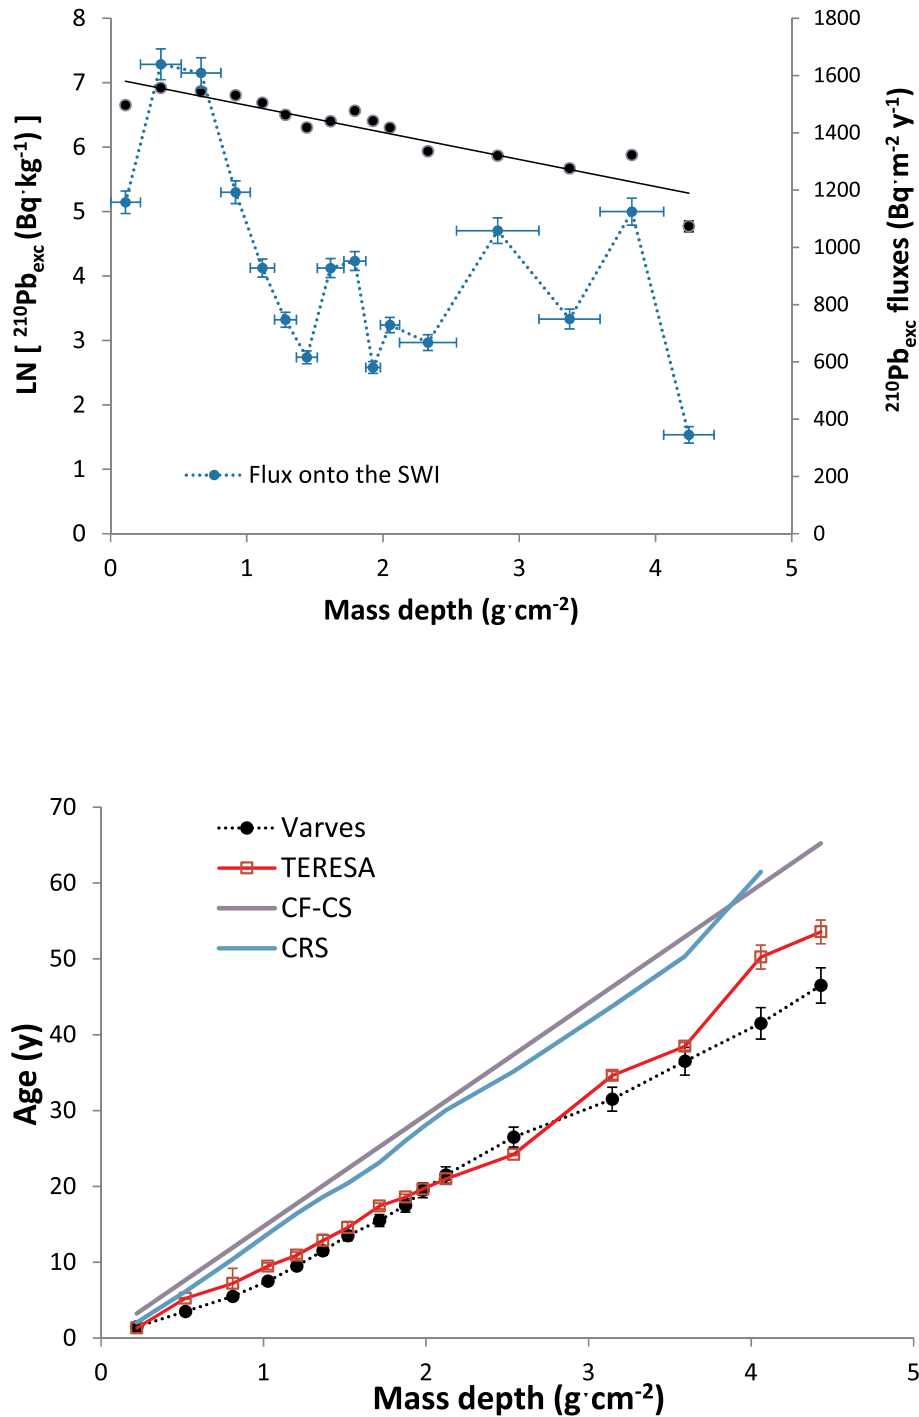 LN [ ²¹⁰Pbexc (Bq·kg⁻¹) ]
8
7
6
5
4
3
2
1
0
1800
1600
1400
1200
1000
800
600
400
200
0
²¹⁰Pbexc fluxes (Bq·m⁻² y⁻¹)
Flux onto the SWI
0 1 2 3 4 5
Mass depth (g·cm⁻²)
Age (y)
70
60
50
40
30
20
10
0
Varves
TERESA
CF-CS
CRS
0 1 2 3 4 5
Mass depth (g·cm⁻²)